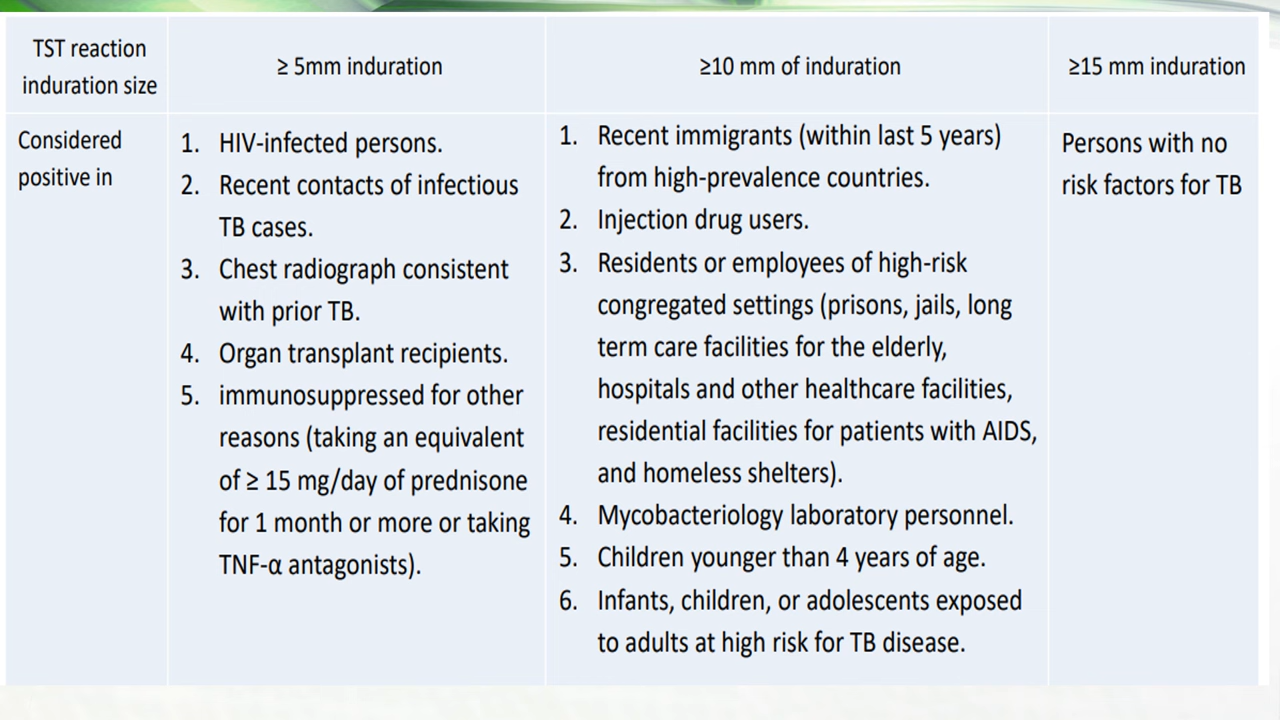 TST reaction
induration size
≥ 5mm induration
≥10 mm of induration
≥15 mm induration
Considered
positive in
1. HIV-infected persons.
2. Recent contacts of infectious
TB cases.
3. Chest radiograph consistent
with prior TB.
4. Organ transplant recipients.
5. immunosuppressed for other
reasons (taking an equivalent
of ≥ 15 mg/day of prednisone
for 1 month or more or taking
TNF-α antagonists).
1. Recent immigrants (within last 5 years)
from high-prevalence countries.
2. Injection drug users.
3. Residents or employees of high-risk
congregated settings (prisons, jails, long
term care facilities for the elderly,
hospitals and other healthcare facilities,
residential facilities for patients with AIDS,
and homeless shelters).
4. Mycobacteriology laboratory personnel.
5. Children younger than 4 years of age.
6. Infants, children, or adolescents exposed
to adults at high risk for TB disease.
Persons with no
risk factors for TB